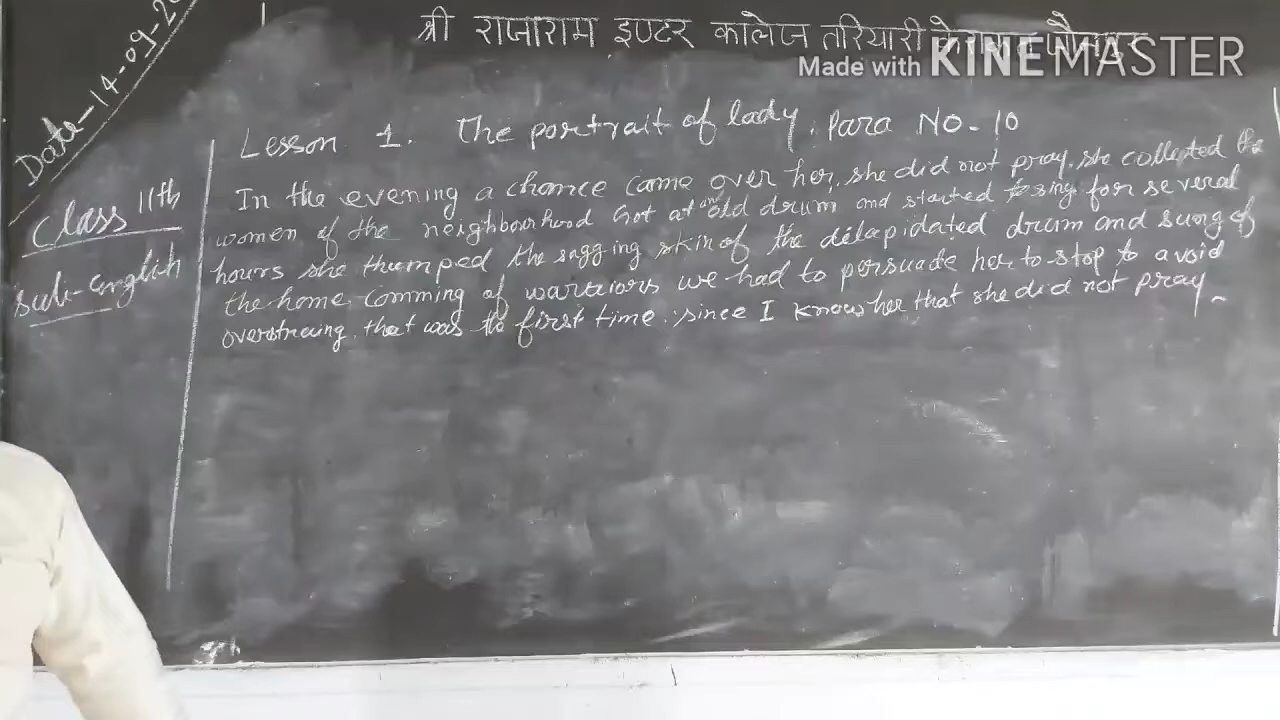 श्री राजाराम इण्टर कालेज तरियारी
Made with KINEMASTER
Date-14-09-2
Class 11th
Sub-english
Lesson 1. The portrait of lady. Para NO-10
In the evening a chance came over her, she did not pray. she collected the
women of the neighbourhood Got at an old drum and started to sing for several
hours she thumped the sagging skin of the delapidated drum and sung of
the home comming of warriors we had to persuade her to-stop to avoid
overstraing. that was the first time. since I know her that she did not pray.